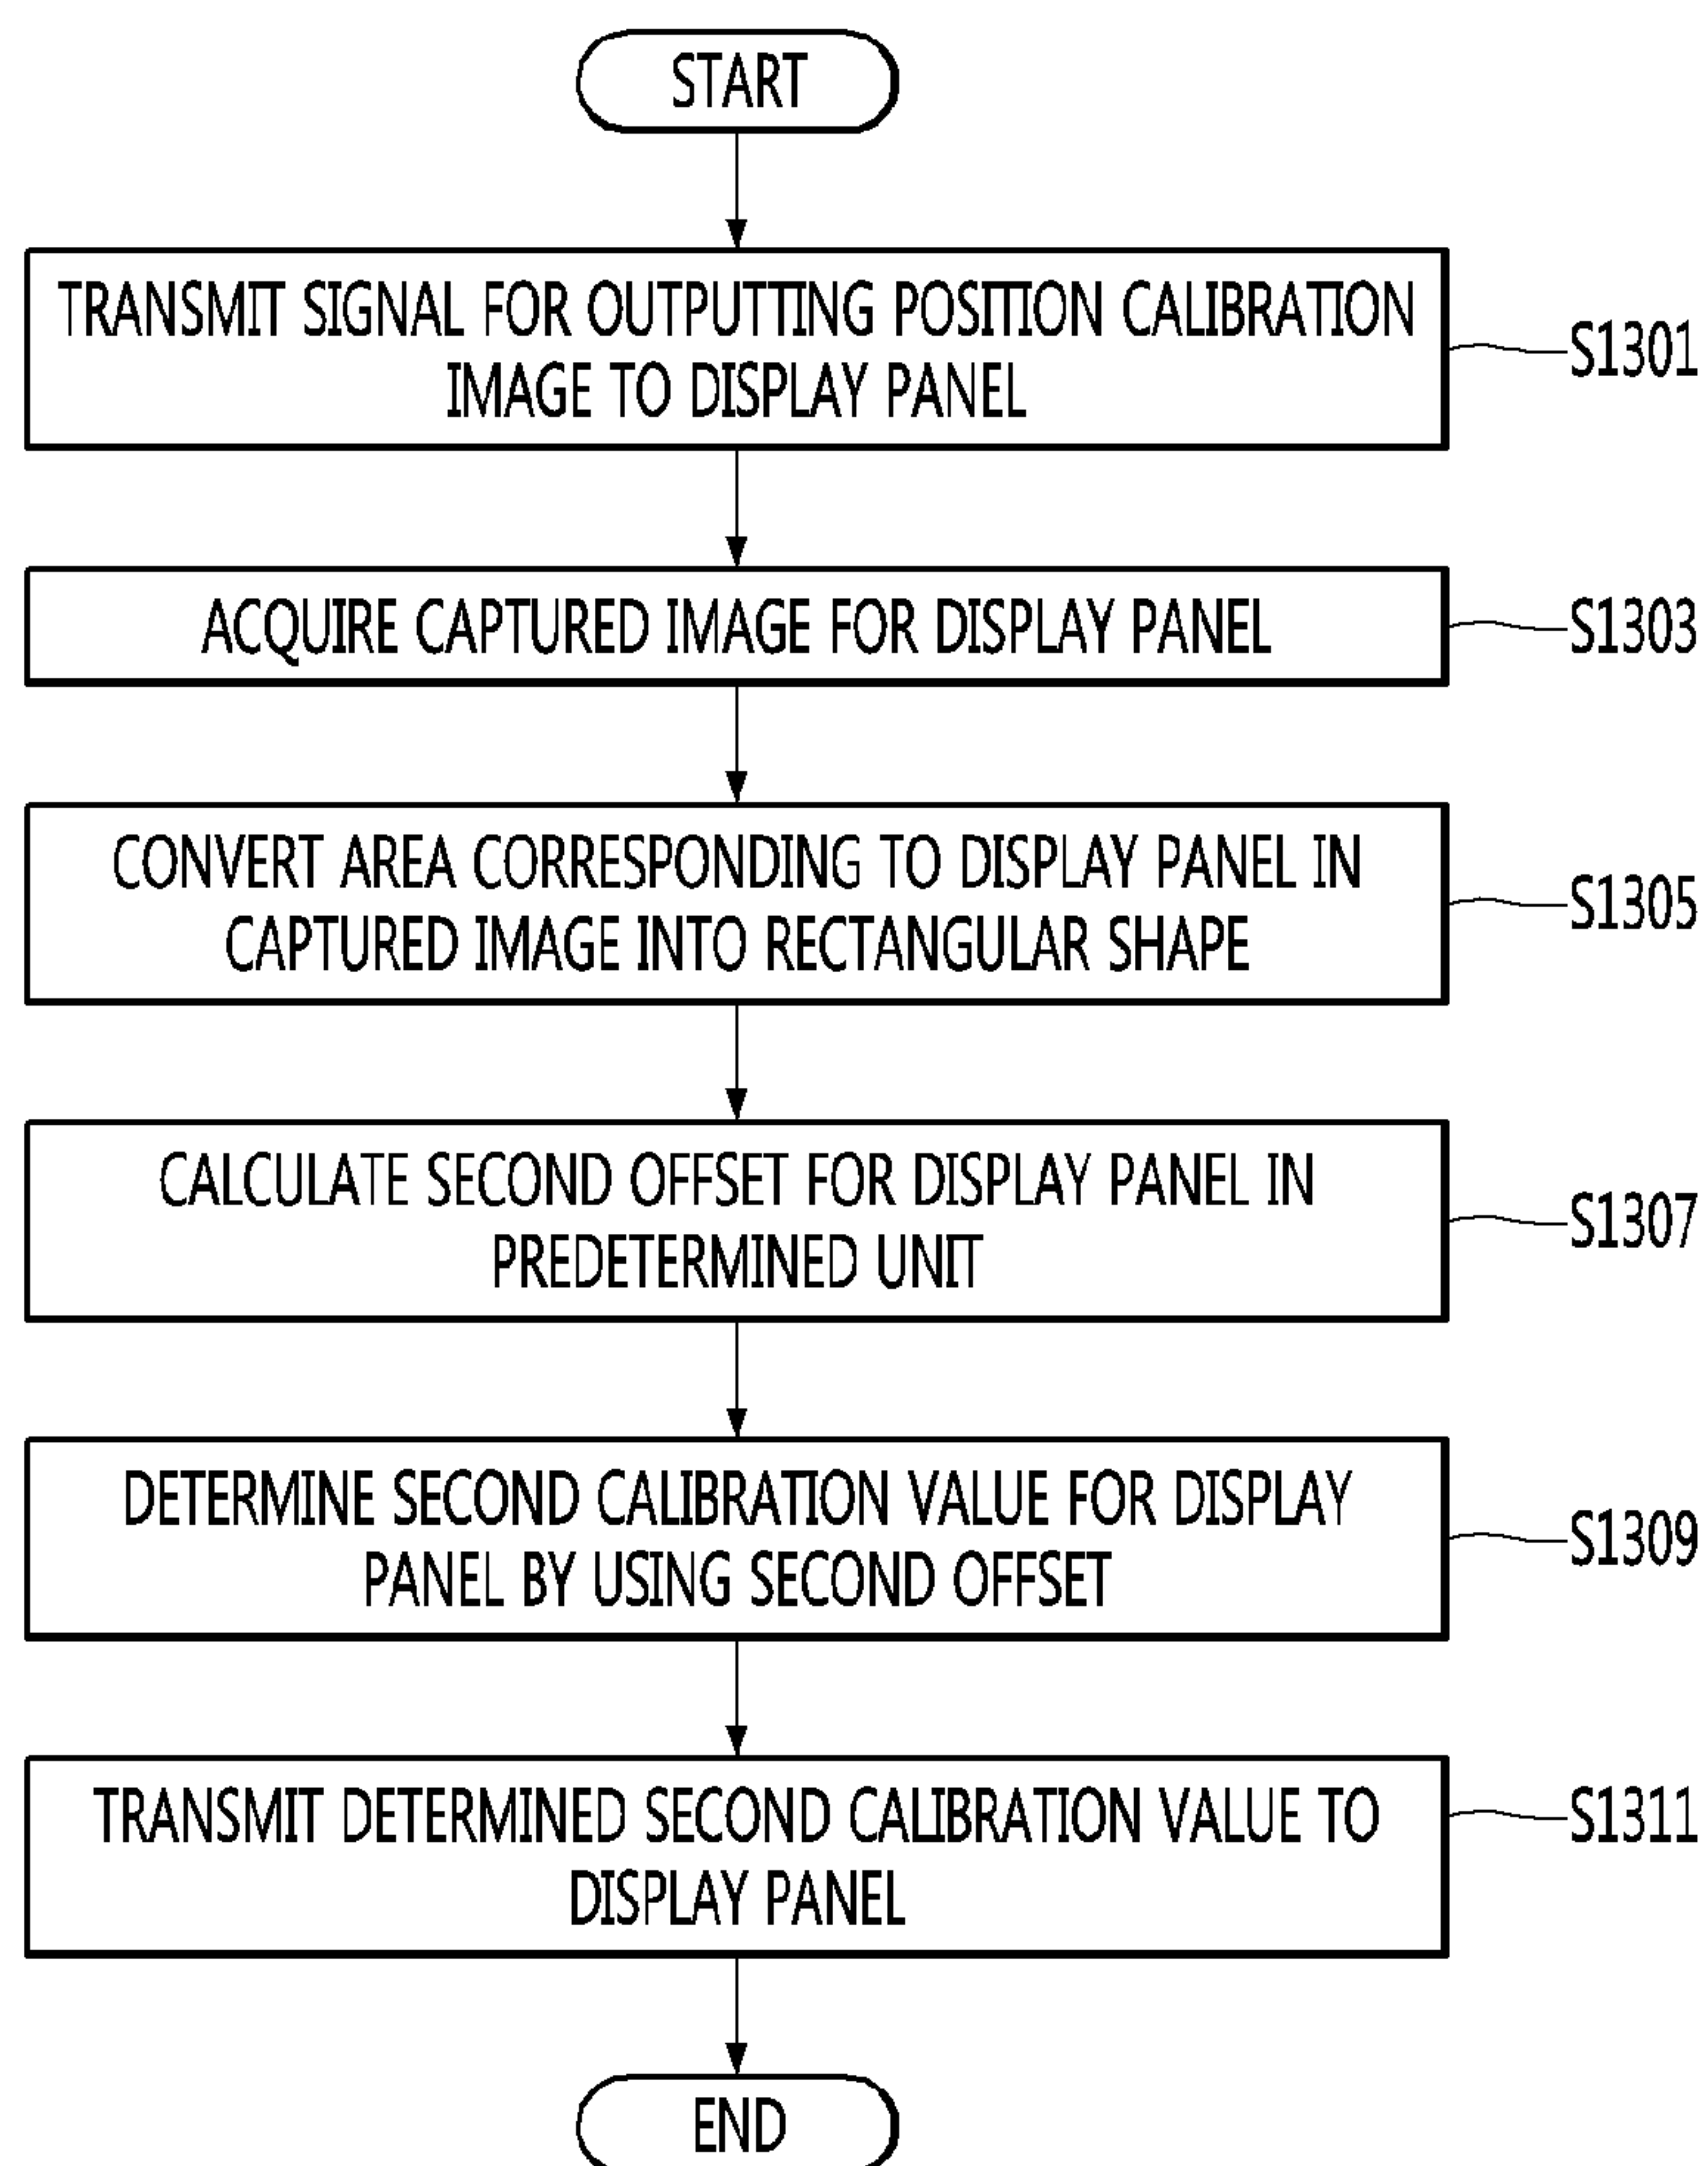 START
TRANSMIT SIGNAL FOR OUTPUTTING POSITION CALIBRATION
IMAGE TO DISPLAY PANEL
S1301
ACQUIRE CAPTURED IMAGE FOR DISPLAY PANEL
S1303
CONVERT AREA CORRESPONDING TO DISPLAY PANEL IN
CAPTURED IMAGE INTO RECTANGULAR SHAPE
S1305
CALCULATE SECOND OFFSET FOR DISPLAY PANEL IN
PREDETERMINED UNIT
S1307
DETERMINE SECOND CALIBRATION VALUE FOR DISPLAY
PANEL BY USING SECOND OFFSET
S1309
TRANSMIT DETERMINED SECOND CALIBRATION VALUE TO
DISPLAY PANEL
S1311
END